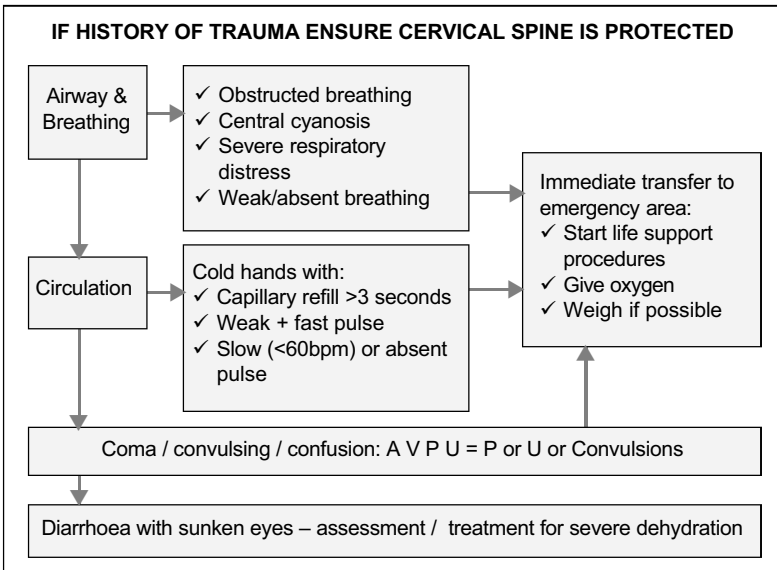 IF HISTORY OF TRAUMA ENSURE CERVICAL SPINE IS PROTECTED
Airway &
Breathing
✓ Obstructed breathing
✓ Central cyanosis
✓ Severe respiratory
distress
✓ Weak/absent breathing
Immediate transfer to
emergency area:
✓ Start life support
procedures
✓ Give oxygen
✓ Weigh if possible
Circulation
Cold hands with:
✓ Capillary refill >3 seconds
✓ Weak + fast pulse
✓ Slow (<60bpm) or absent
pulse
Coma / convulsing / confusion: A V P U = P or U or Convulsions
Diarrhoea with sunken eyes – assessment / treatment for severe dehydration